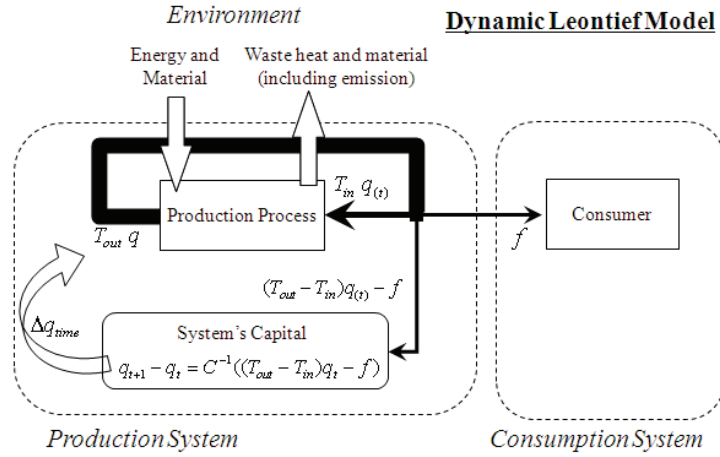 Environment
Dynamic Leontief Model
Energy and
Material
Waste heat and material
(including emission)
T_in q_(t)
Production Process
Consumer
T_out q
f
(T_out − T_in)q_(t) − f
System's Capital
Δq_time
q_{t+1} − q_t = C^{-1}((T_out − T_in)q_t − f)
Production System
Consumption System